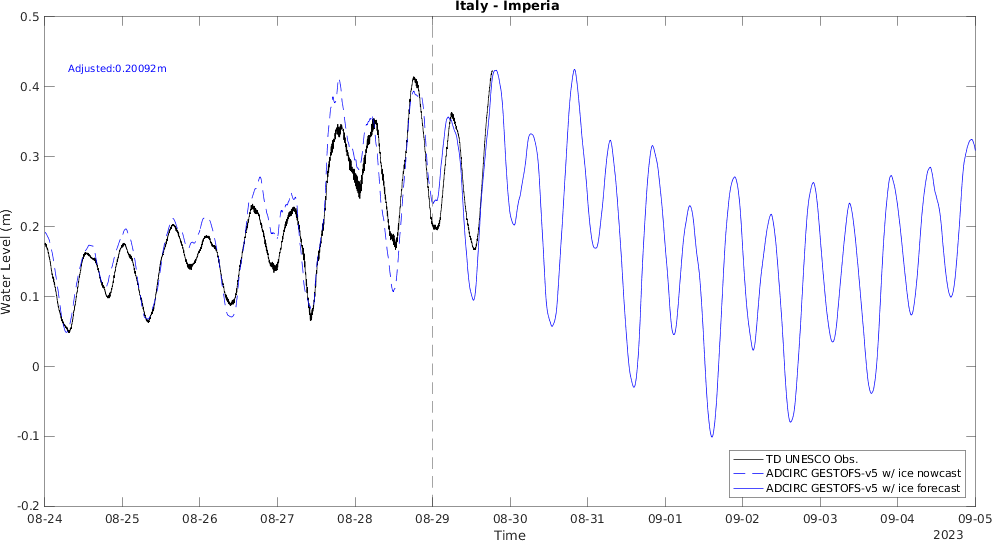 Italy - Imperia
0.5
Adjusted:0.20092m
0.4
0.3
0.2
0.1
0
-0.1
-0.2
Water Level (m)
TD UNESCO Obs.
ADCIRC GESTOFS-v5 w/ ice nowcast
ADCIRC GESTOFS-v5 w/ ice forecast
08-24 08-25 08-26 08-27 08-28 08-29 08-30 08-31 09-01 09-02 09-03 09-04 09-05
Time
2023